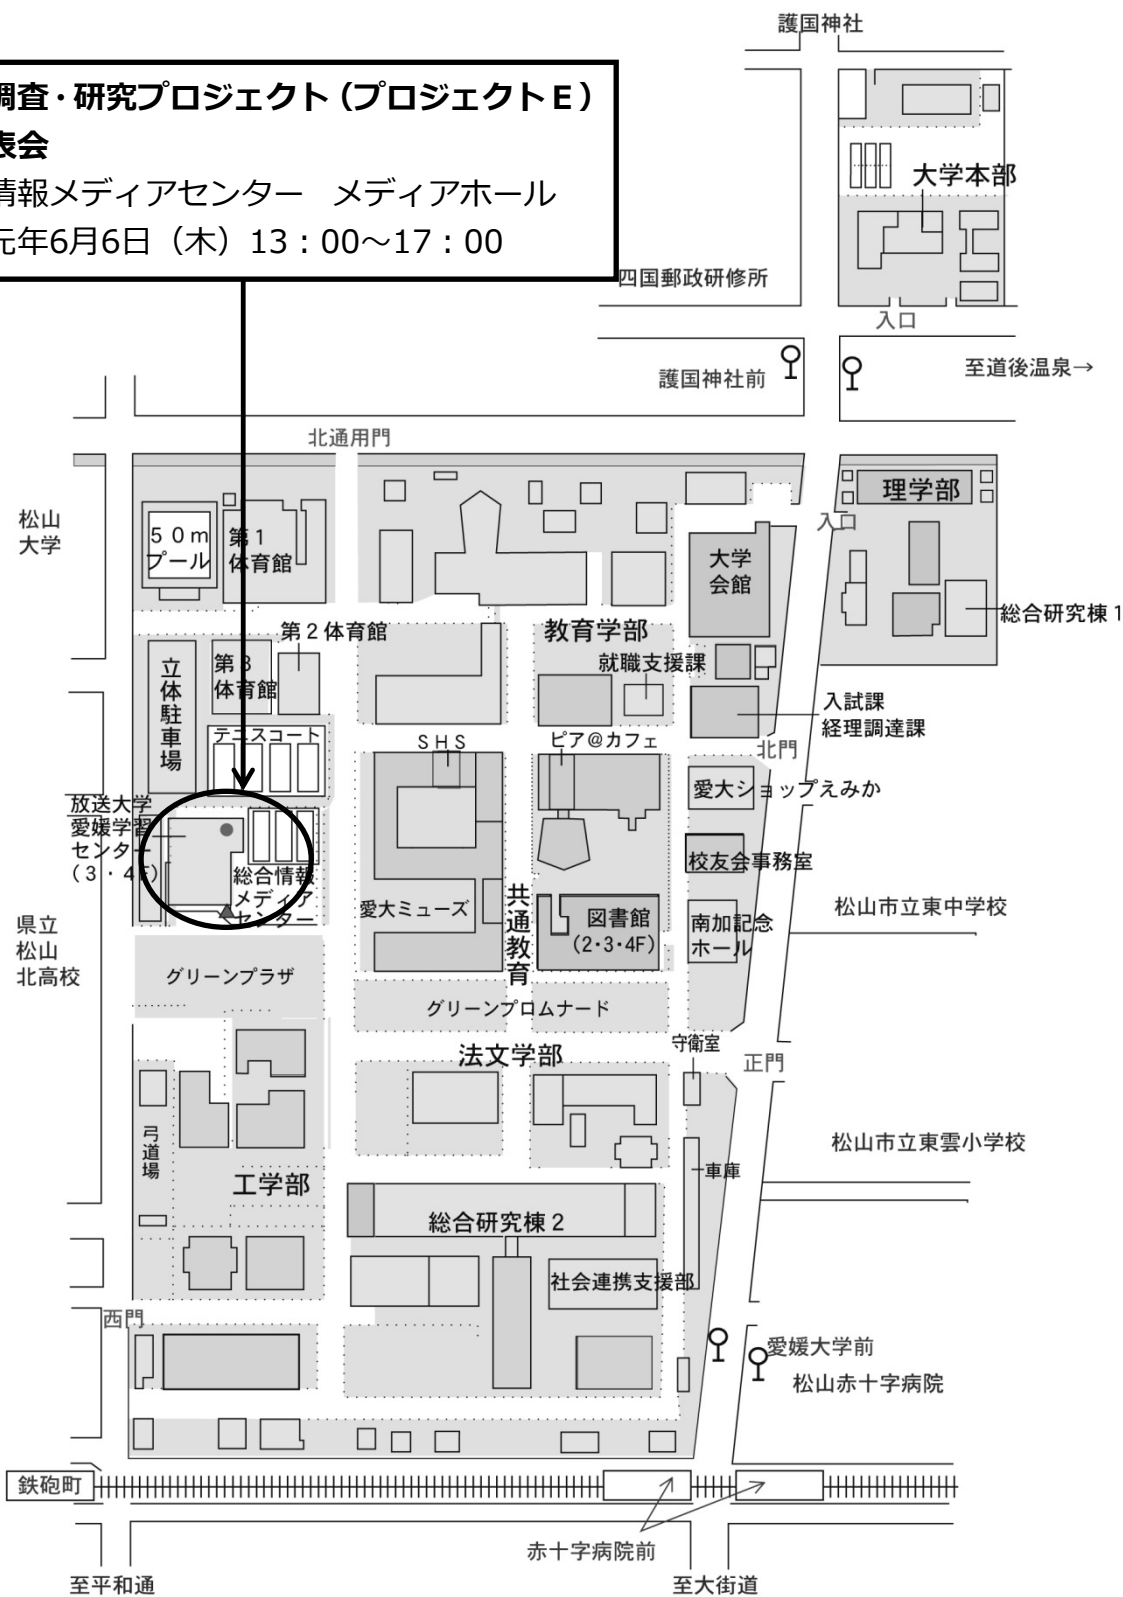 護国神社
調査・研究プロジェクト（プロジェクトE）
表会
情報メディアセンター　メディアホール
元年6月6日（木）13：00～17：00
大学本部
四国郵政研修所
入口
護国神社前
至道後温泉→
北通用門
松山
大学
５０ｍ
プール
第１
体育館
理学部
入口
大学
会館
総合研究棟１
第２体育館
教育学部
就職支援課
立体駐車場
第３
体育館
入試課
経理調達課
テニスコート
ＳＨＳ
ピア＠カフェ
北門
愛大ショップえみか
放送大学
愛媛学習
センター
（３・４F）
総合情報
メディア
センター
校友会事務室
愛大ミューズ
共通教育
図書館
（2・3・4F）
南加記念
ホール
松山市立東中学校
県立
松山
北高校
グリーンプラザ
グリーンプロムナード
法文学部
守衛室
正門
弓道場
松山市立東雲小学校
車庫
工学部
総合研究棟２
社会連携支援部
西門
愛媛大学前
松山赤十字病院
鉄砲町
赤十字病院前
至平和通
至大街道